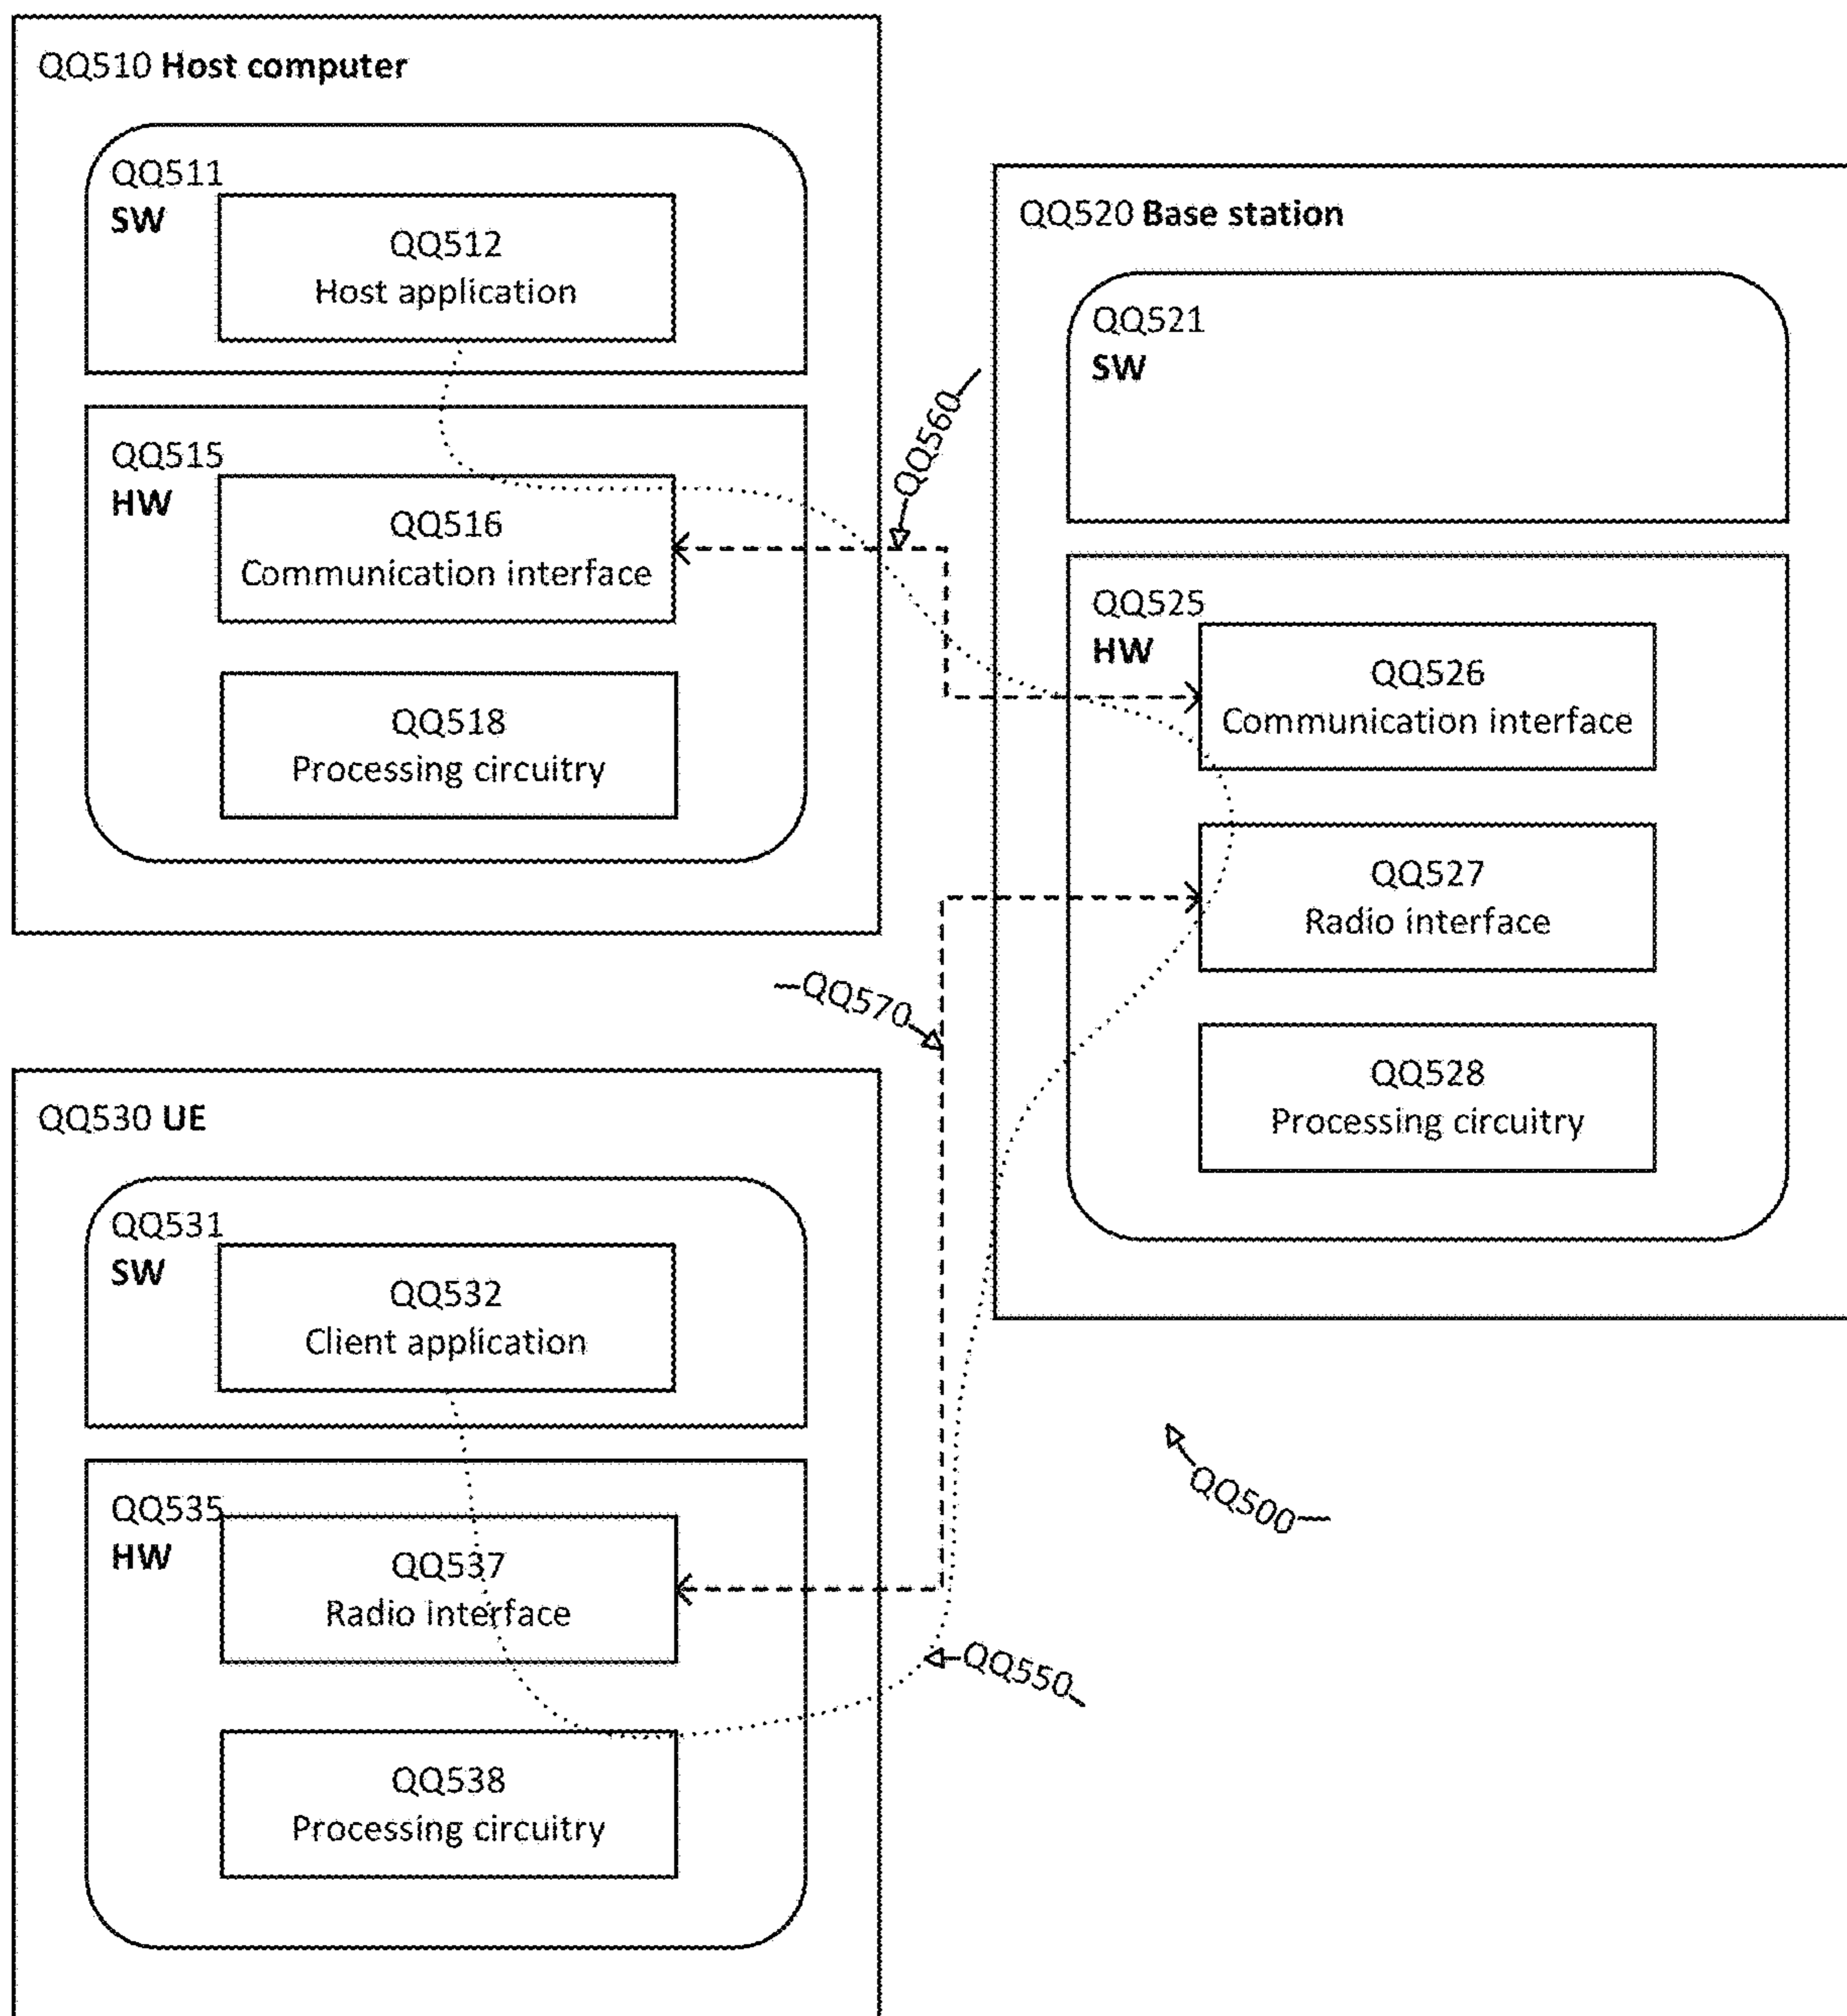 QQ510 Host computer
QQ511
SW
QQ512
Host application
QQ515
HW
QQ516
Communication interface
QQ518
Processing circuitry
QQ560
QQ520 Base station
QQ521
SW
QQ525
HW
QQ526
Communication interface
QQ527
Radio interface
QQ528
Processing circuitry
QQ570
QQ530 UE
QQ531
SW
QQ532
Client application
QQ535
HW
QQ537
Radio interface
QQ538
Processing circuitry
QQ550
QQ500